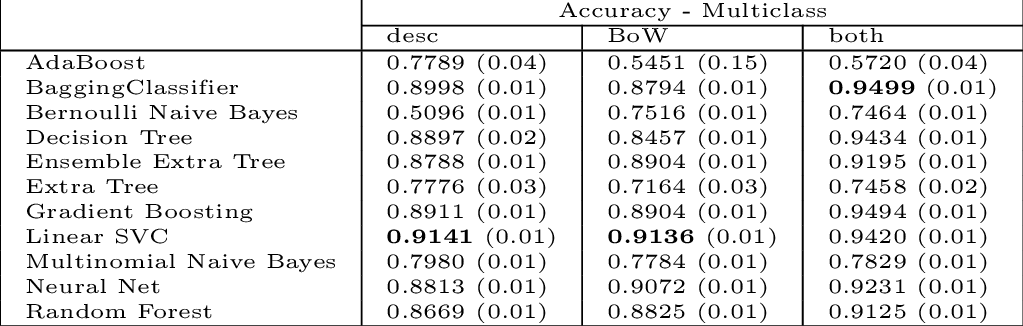 Accuracy - Multiclass
desc BoW both
AdaBoost 0.7789 (0.04) 0.5451 (0.15) 0.5720 (0.04)
BaggingClassifier 0.8998 (0.01) 0.8794 (0.01) 0.9499 (0.01)
Bernoulli Naive Bayes 0.5096 (0.01) 0.7516 (0.01) 0.7464 (0.01)
Decision Tree 0.8897 (0.02) 0.8457 (0.01) 0.9434 (0.01)
Ensemble Extra Tree 0.8788 (0.01) 0.8904 (0.01) 0.9195 (0.01)
Extra Tree 0.7776 (0.03) 0.7164 (0.03) 0.7458 (0.02)
Gradient Boosting 0.8911 (0.01) 0.8904 (0.01) 0.9494 (0.01)
Linear SVC 0.9141 (0.01) 0.9136 (0.01) 0.9420 (0.01)
Multinomial Naive Bayes 0.7980 (0.01) 0.7784 (0.01) 0.7829 (0.01)
Neural Net 0.8813 (0.01) 0.9072 (0.01) 0.9231 (0.01)
Random Forest 0.8669 (0.01) 0.8825 (0.01) 0.9125 (0.01)